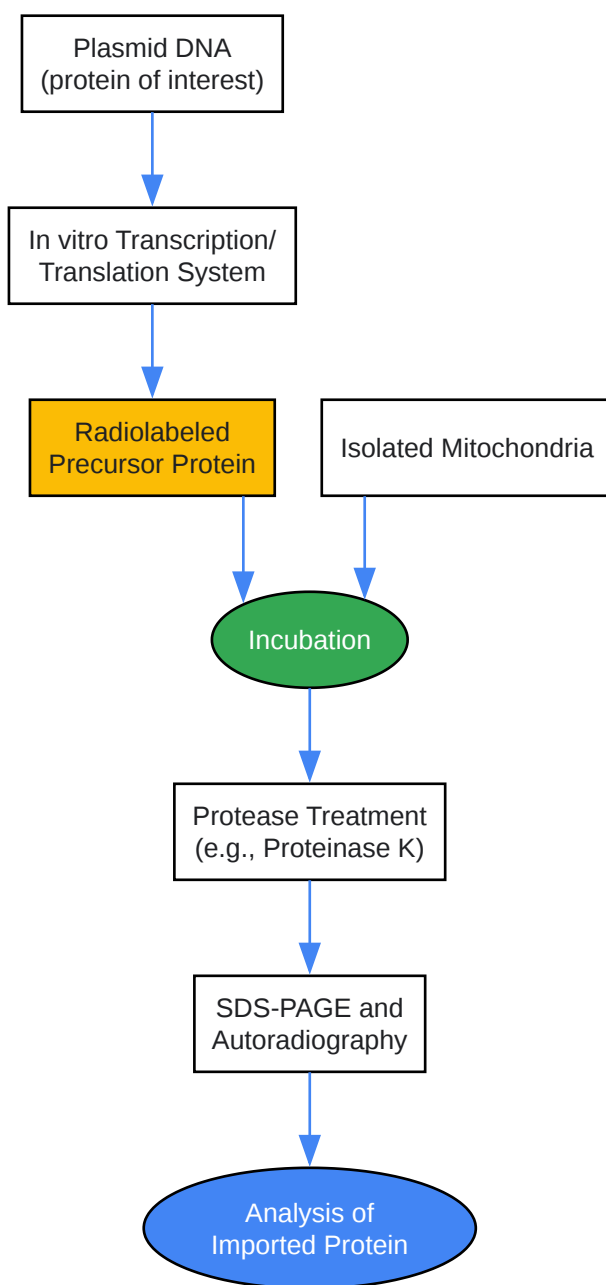 Plasmid DNA
(protein of interest)
In vitro Transcription/
Translation System
Radiolabeled
Precursor Protein
Isolated Mitochondria
Incubation
Protease Treatment
(e.g., Proteinase K)
SDS-PAGE and
Autoradiography
Analysis of
Imported Protein